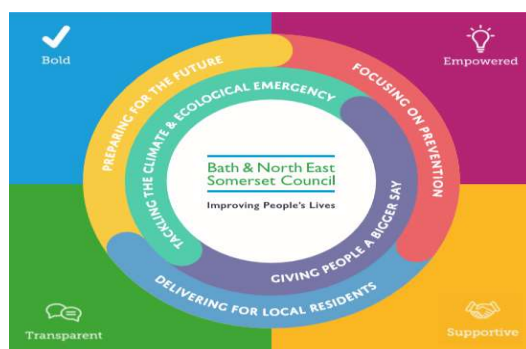 Bold
Empowered
PREPARING FOR THE FUTURE
FOCUSING ON PREVENTION
TACKLING THE CLIMATE & ECOLOGICAL EMERGENCY
Bath & North East
Somerset Council
Improving People's Lives
GIVING PEOPLE A BIGGER SAY
DELIVERING FOR LOCAL RESIDENTS
Transparent
Supportive